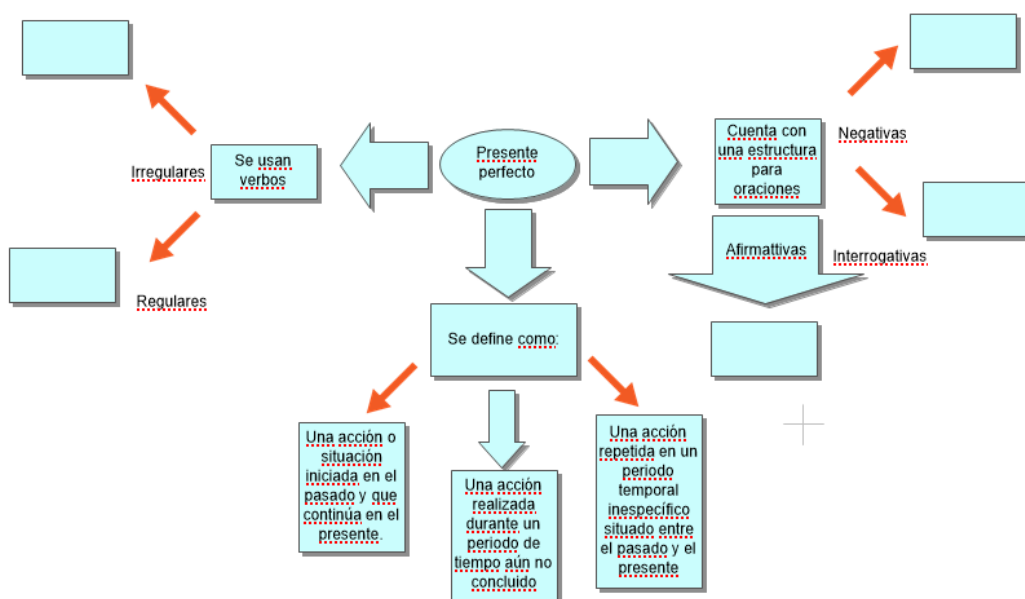 Presente
perfecto
Se usan
verbos
Irregulares
Regulares
Cuenta con
una estructura
para
oraciones
Negativas
Interrogativas
Afirmattivas
Se define como:
Una acción o
situación
iniciada en el
pasado y que
continúa en el
presente.
Una acción
realizada
durante un
periodo de
tiempo aún no
concluido
Una acción
repetida en un
periodo
temporal
inespecífico
situado entre
el pasado y el
presente